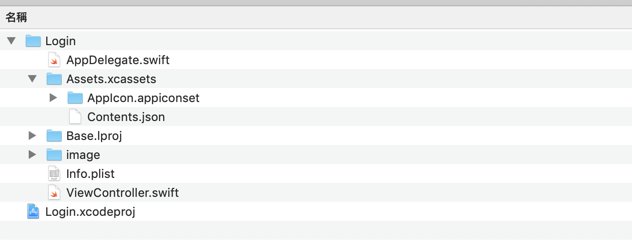 名稱
Login
AppDelegate.swift
Assets.xcassets
AppIcon.appiconset
Contents.json
Base.lproj
image
Info.plist
ViewController.swift
Login.xcodeproj